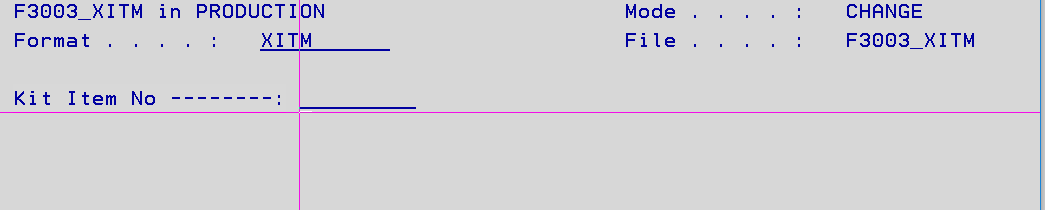 F3003_XITM in PRODUCTION Mode . . . . : CHANGE
Format . . . . : XITM File . . . . : F3003_XITM
Kit Item No --------: